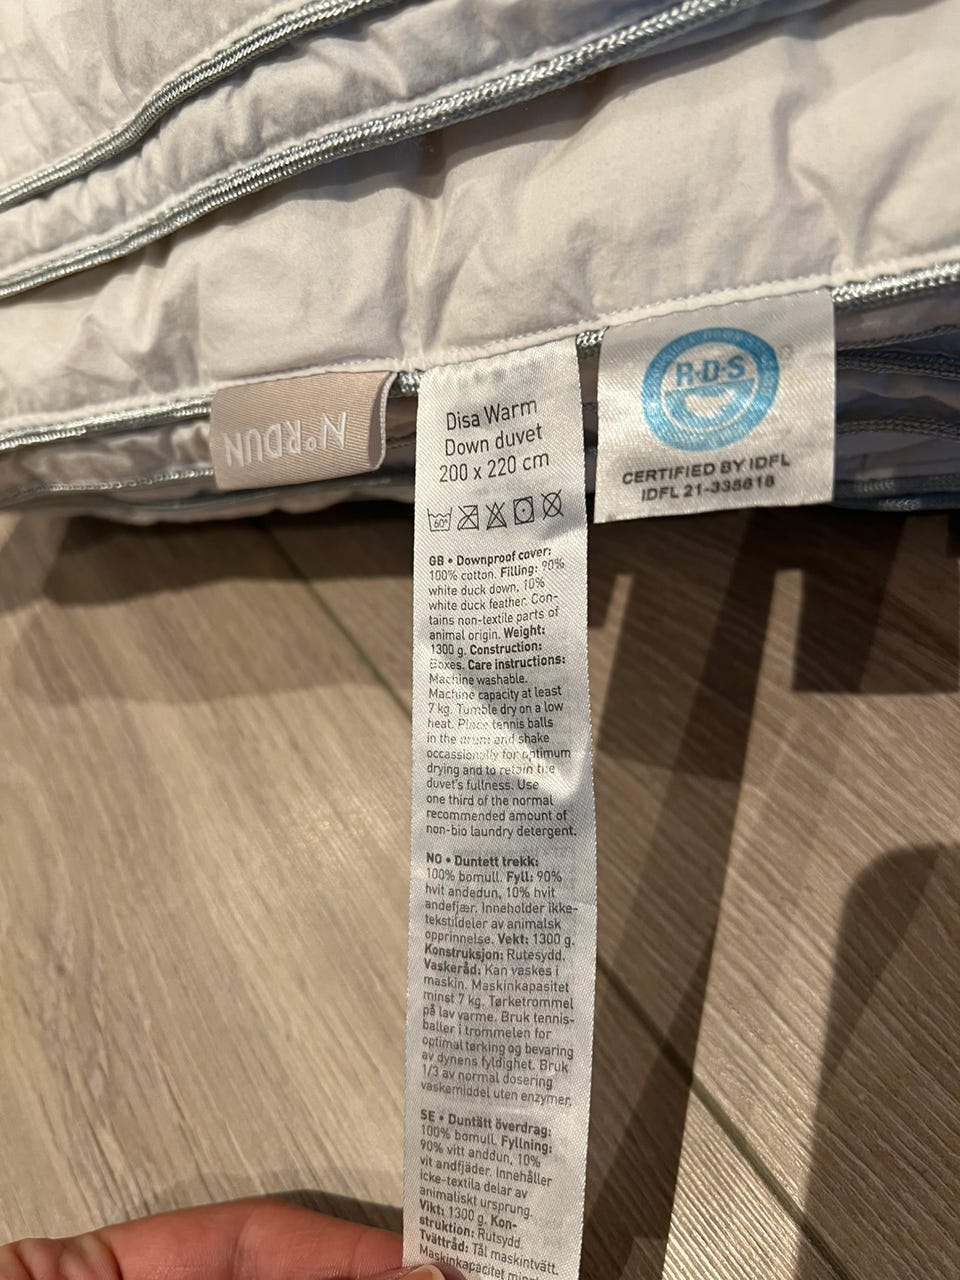 NORDUN
Disa Warm
Down duvet
200 x 220 cm
60°
GB • Downproof cover:
100% cotton. Filling: 90%
white duck down, 10%
white duck feather. Con-
tains non-textile parts of
animal origin. Weight:
1300 g. Construction:
Boxes. Care instructions:
Machine washable.
Machine capacity at least
7 kg. Tumble dry on a low
heat. Place tennis balls
in the drum and shake
occassionally for optimum
drying and to retain the
duvet's fullness. Use
one third of the normal
recommended amount of
non-bio laundry detergent.
NO • Duntett trekk:
100% bomull. Fyll: 90%
hvit andedun, 10% hvit
andefjær. Inneholder ikke-
tekstildeler av animalsk
opprinnelse. Vekt: 1300 g.
Konstruksjon: Rutesydd.
Vaskeråd: Kan vaskes i
maskin. Maskinkapasitet
minst 7 kg. Tørketrommel
på lav varme. Bruk tennis-
baller i trommelen for
optimal tørking og bevaring
av dynens fyldighet. Bruk
1/3 av normal dosering
vaskemiddel uten enzymer.
SE • Duntätt överdrag:
100% bomull. Fyllning:
90% vitt anddun, 10%
vit andfjäder. Innehåller
icke-textila delar av
animaliskt ursprung.
Vikt: 1300 g. Kon-
struktion: Rutsydd.
Tvättråd: Tål maskintvätt.
Maskinkapacitet
R·D·S
CERTIFIED BY IDFL
IDFL 21-335618